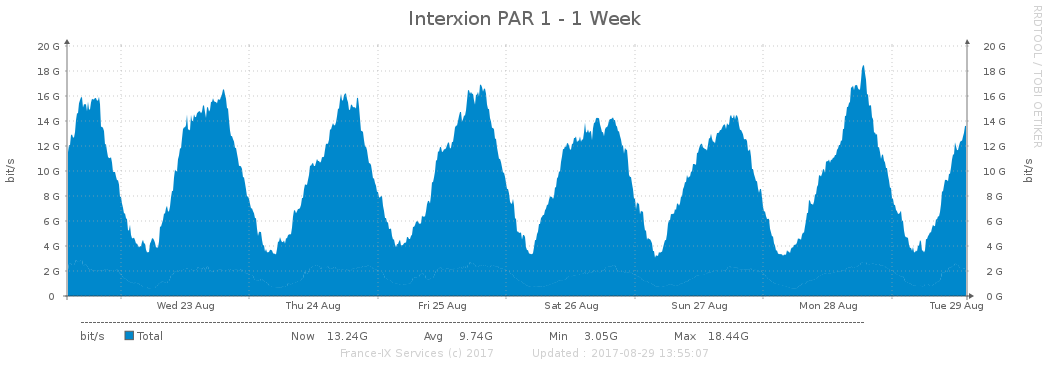 Interxion PAR 1 - 1 Week
RRDTOOL / TOBI OETIKER
20 G 20 G
18 G 18 G
16 G 16 G
14 G 14 G
12 G 12 G
10 G 10 G
8 G 8 G
6 G 6 G
4 G 4 G
2 G 2 G
0 0 G
bit/s
bit/s
Wed 23 Aug Thu 24 Aug Fri 25 Aug Sat 26 Aug Sun 27 Aug Mon 28 Aug Tue 29 Aug
bit/s Total Now 13.24G Avg 9.74G Min 3.05G Max 18.44G
France-IX Services (c) 2017 Updated : 2017-08-29 13:55:07